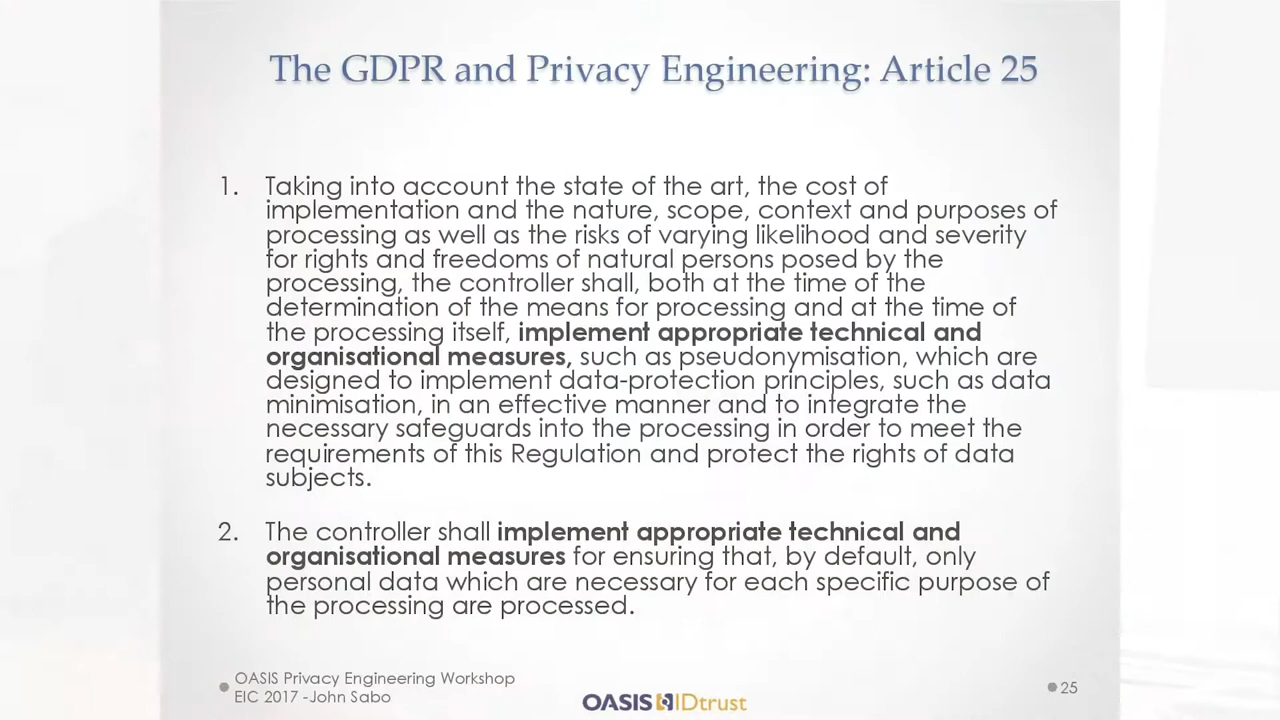 The GDPR and Privacy Engineering: Article 25
1. Taking into account the state of the art, the cost of
implementation and the nature, scope, context and purposes of
processing as well as the risks of varying likelihood and severity
for rights and freedoms of natural persons posed by the
processing, the controller shall, both at the time of the
determination of the means for processing and at the time of
the processing itself, implement appropriate technical and
organisational measures, such as pseudonymisation, which are
designed to implement data-protection principles, such as data
minimisation, in an effective manner and to integrate the
necessary safeguards into the processing in order to meet the
requirements of this Regulation and protect the rights of data
subjects.
2. The controller shall implement appropriate technical and
organisational measures for ensuring that, by default, only
personal data which are necessary for each specific purpose of
the processing are processed.
OASIS Privacy Engineering Workshop
EIC 2017 -John Sabo
OASIS IDtrust
25